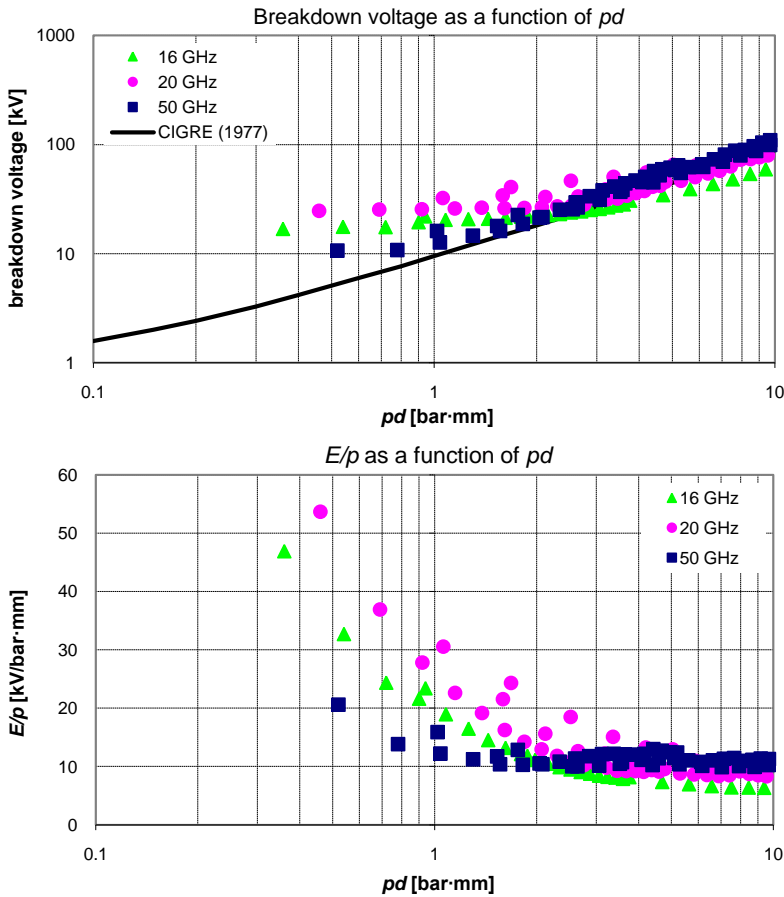 Breakdown voltage as a function of pd
1000
100
10
1
breakdown voltage [kV]
16 GHz
20 GHz
50 GHz
CIGRE (1977)
0.1
1
10
pd [bar·mm]
E/p as a function of pd
60
50
40
30
20
10
0
E/p [kV/bar·mm]
16 GHz
20 GHz
50 GHz
0.1
1
10
pd [bar·mm]